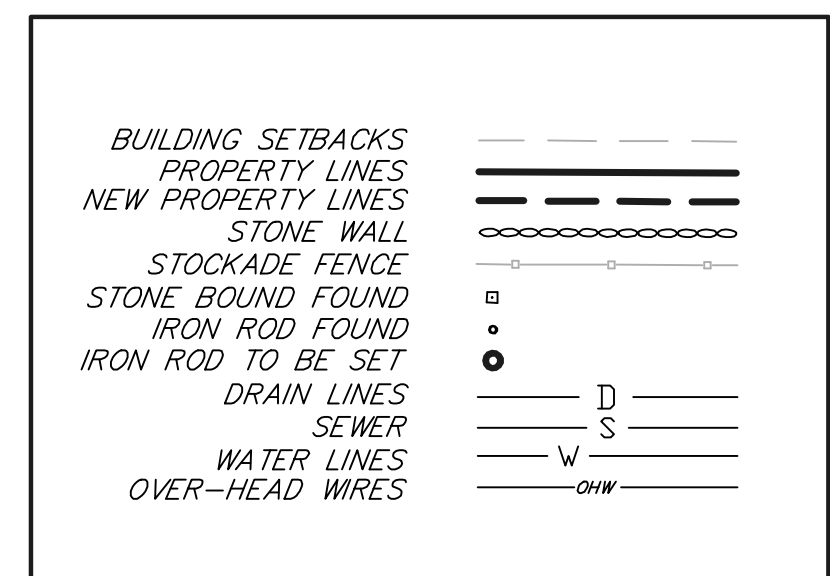 BUILDING SETBACKS
PROPERTY LINES
NEW PROPERTY LINES
STONE WALL
STOCKADE FENCE
STONE BOUND FOUND
IRON ROD FOUND
IRON ROD TO BE SET
DRAIN LINES D
SEWER S
WATER LINES W
OVER-HEAD WIRES OHW